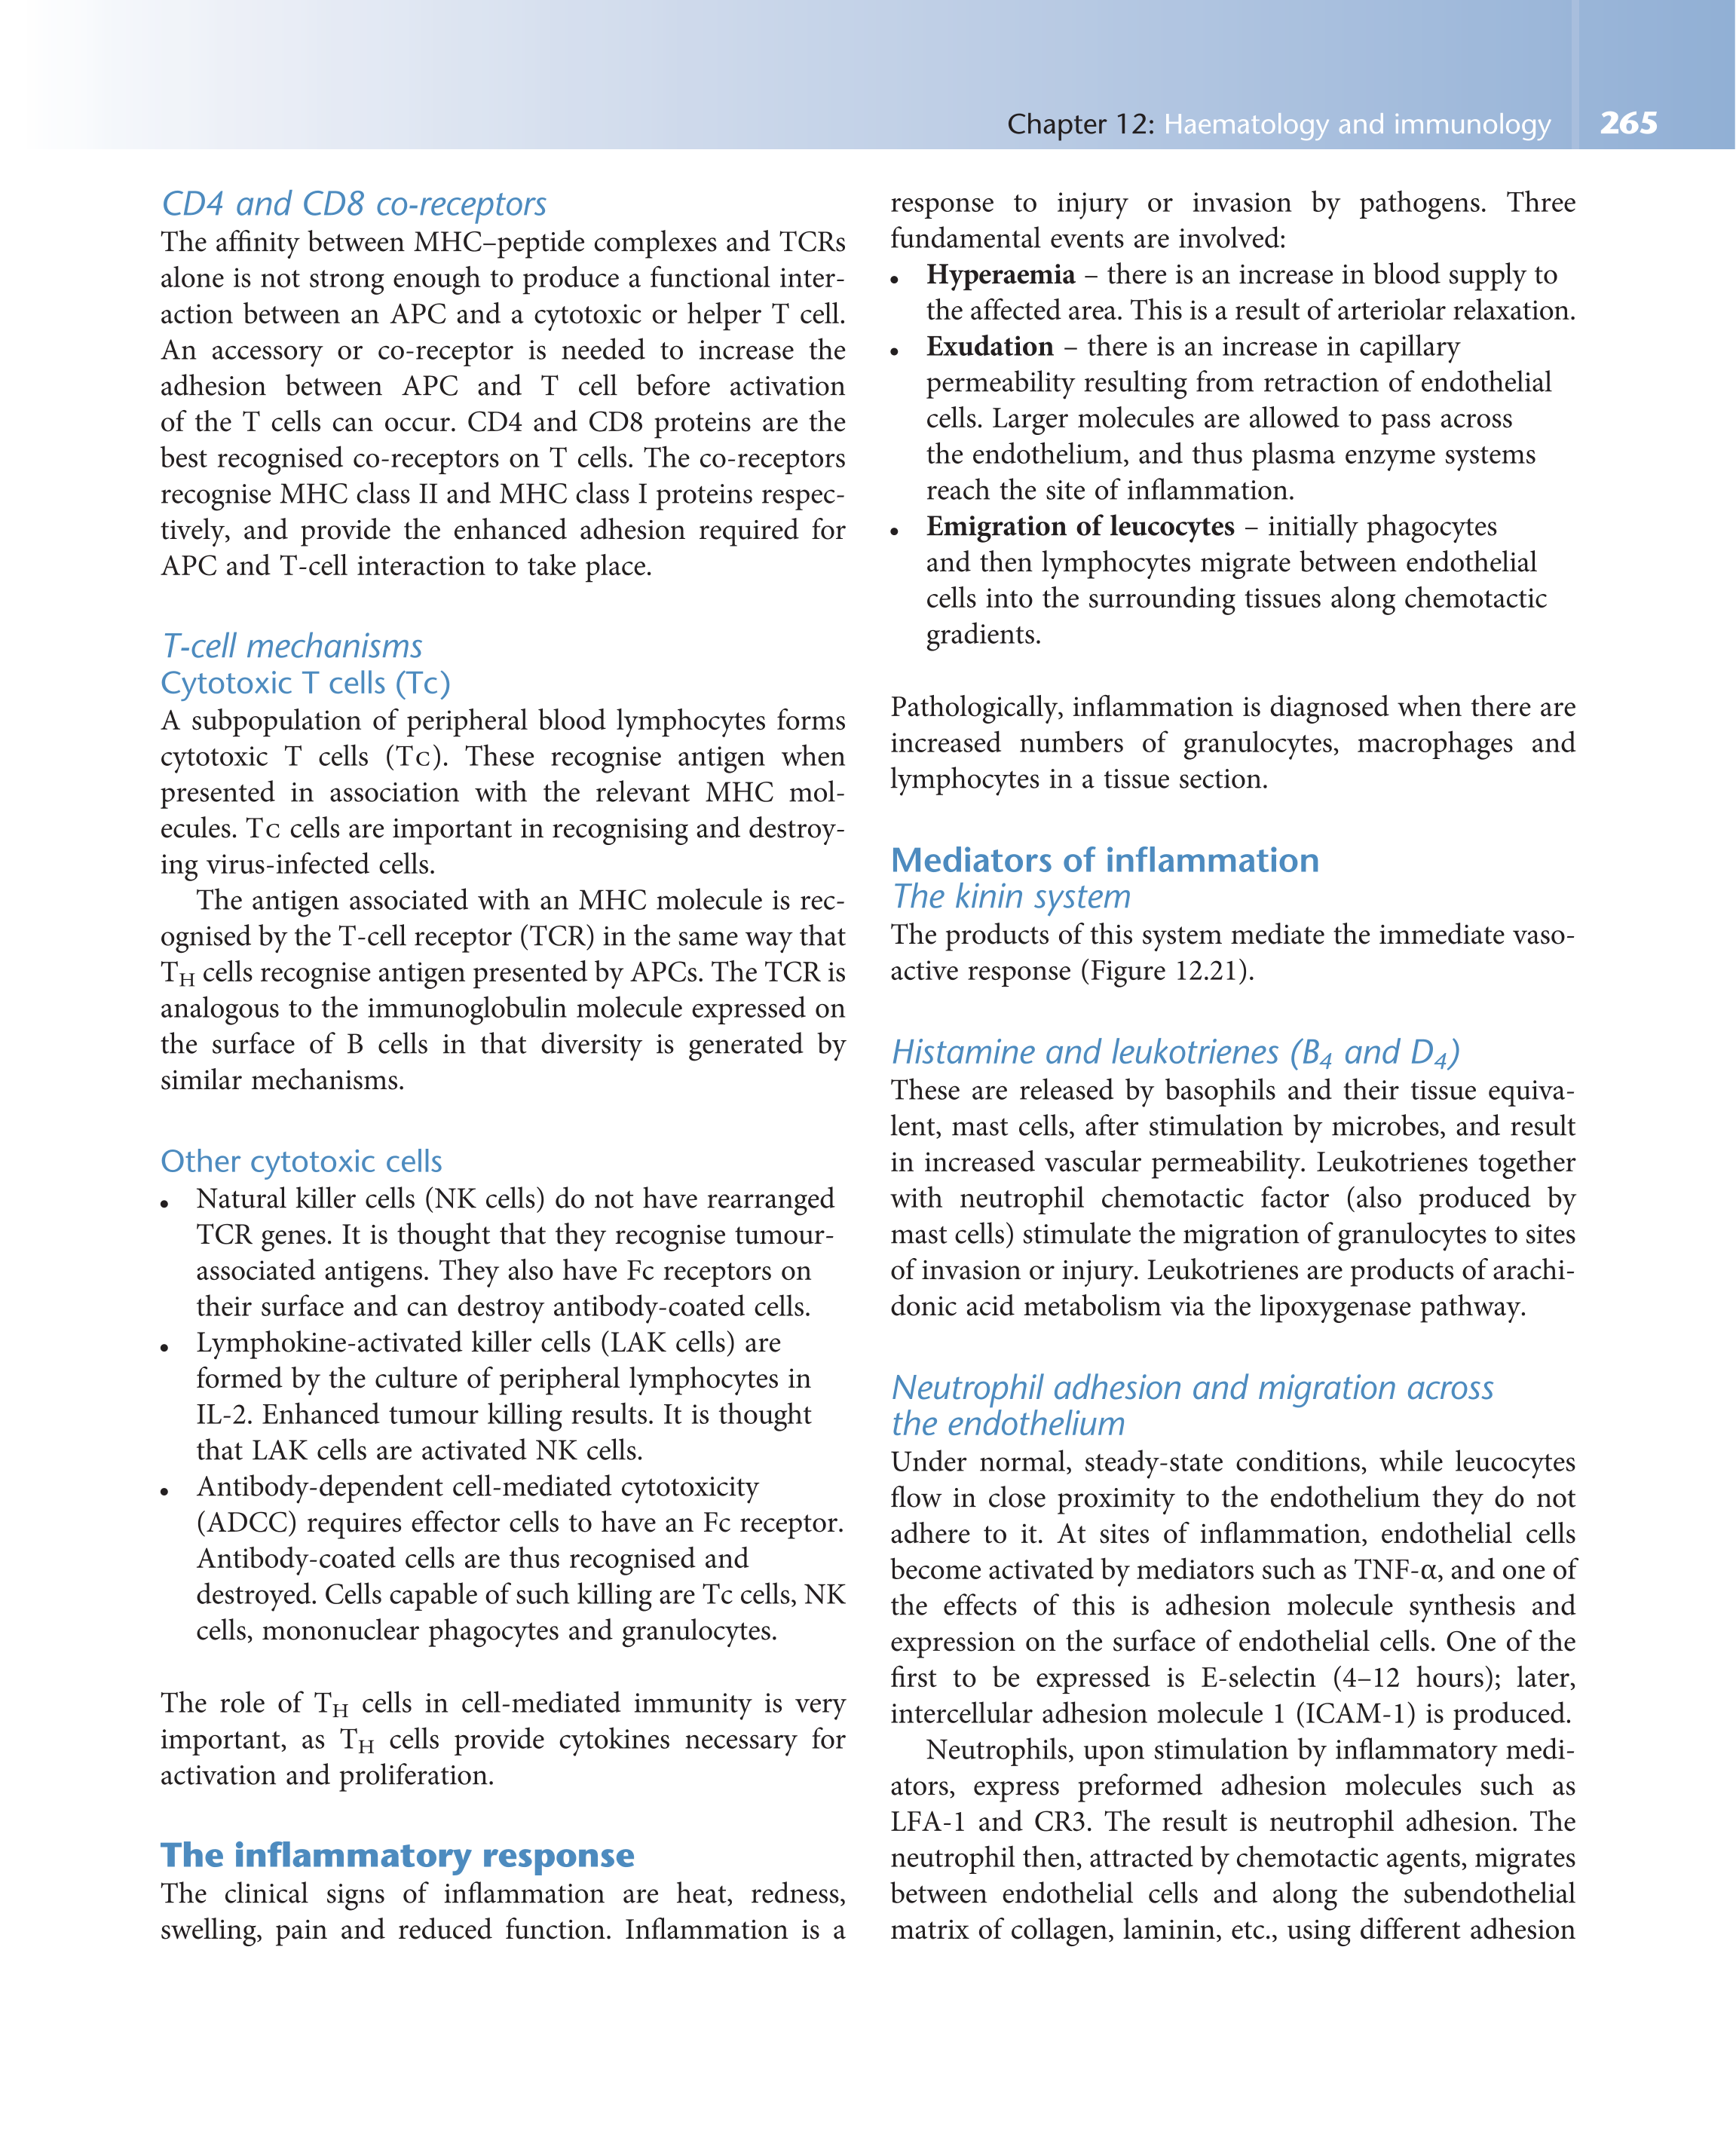 Chapter 12: Haematology and immunology 265
CD4 and CD8 co-receptors
The affinity between MHC–peptide complexes and TCRs
alone is not strong enough to produce a functional inter-
action between an APC and a cytotoxic or helper T cell.
An accessory or co-receptor is needed to increase the
adhesion between APC and T cell before activation
of the T cells can occur. CD4 and CD8 proteins are the
best recognised co-receptors on T cells. The co-receptors
recognise MHC class II and MHC class I proteins respec-
tively, and provide the enhanced adhesion required for
APC and T-cell interaction to take place.
T-cell mechanisms
Cytotoxic T cells (Tc)
A subpopulation of peripheral blood lymphocytes forms
cytotoxic T cells (Tc). These recognise antigen when
presented in association with the relevant MHC mol-
ecules. Tc cells are important in recognising and destroy-
ing virus-infected cells.
The antigen associated with an MHC molecule is rec-
ognised by the T-cell receptor (TCR) in the same way that
TH cells recognise antigen presented by APCs. The TCR is
analogous to the immunoglobulin molecule expressed on
the surface of B cells in that diversity is generated by
similar mechanisms.
Other cytotoxic cells
• Natural killer cells (NK cells) do not have rearranged
TCR genes. It is thought that they recognise tumour-
associated antigens. They also have Fc receptors on
their surface and can destroy antibody-coated cells.
• Lymphokine-activated killer cells (LAK cells) are
formed by the culture of peripheral lymphocytes in
IL-2. Enhanced tumour killing results. It is thought
that LAK cells are activated NK cells.
• Antibody-dependent cell-mediated cytotoxicity
(ADCC) requires effector cells to have an Fc receptor.
Antibody-coated cells are thus recognised and
destroyed. Cells capable of such killing are Tc cells, NK
cells, mononuclear phagocytes and granulocytes.
The role of TH cells in cell-mediated immunity is very
important, as TH cells provide cytokines necessary for
activation and proliferation.
The inflammatory response
The clinical signs of inflammation are heat, redness,
swelling, pain and reduced function. Inflammation is a
response to injury or invasion by pathogens. Three
fundamental events are involved:
• Hyperaemia – there is an increase in blood supply to
the affected area. This is a result of arteriolar relaxation.
• Exudation – there is an increase in capillary
permeability resulting from retraction of endothelial
cells. Larger molecules are allowed to pass across
the endothelium, and thus plasma enzyme systems
reach the site of inflammation.
• Emigration of leucocytes – initially phagocytes
and then lymphocytes migrate between endothelial
cells into the surrounding tissues along chemotactic
gradients.
Pathologically, inflammation is diagnosed when there are
increased numbers of granulocytes, macrophages and
lymphocytes in a tissue section.
Mediators of inflammation
The kinin system
The products of this system mediate the immediate vaso-
active response (Figure 12.21).
Histamine and leukotrienes (B4 and D4)
These are released by basophils and their tissue equiva-
lent, mast cells, after stimulation by microbes, and result
in increased vascular permeability. Leukotrienes together
with neutrophil chemotactic factor (also produced by
mast cells) stimulate the migration of granulocytes to sites
of invasion or injury. Leukotrienes are products of arachi-
donic acid metabolism via the lipoxygenase pathway.
Neutrophil adhesion and migration across
the endothelium
Under normal, steady-state conditions, while leucocytes
flow in close proximity to the endothelium they do not
adhere to it. At sites of inflammation, endothelial cells
become activated by mediators such as TNF-α, and one of
the effects of this is adhesion molecule synthesis and
expression on the surface of endothelial cells. One of the
first to be expressed is E-selectin (4–12 hours); later,
intercellular adhesion molecule 1 (ICAM-1) is produced.
Neutrophils, upon stimulation by inflammatory medi-
ators, express preformed adhesion molecules such as
LFA-1 and CR3. The result is neutrophil adhesion. The
neutrophil then, attracted by chemotactic agents, migrates
between endothelial cells and along the subendothelial
matrix of collagen, laminin, etc., using different adhesion